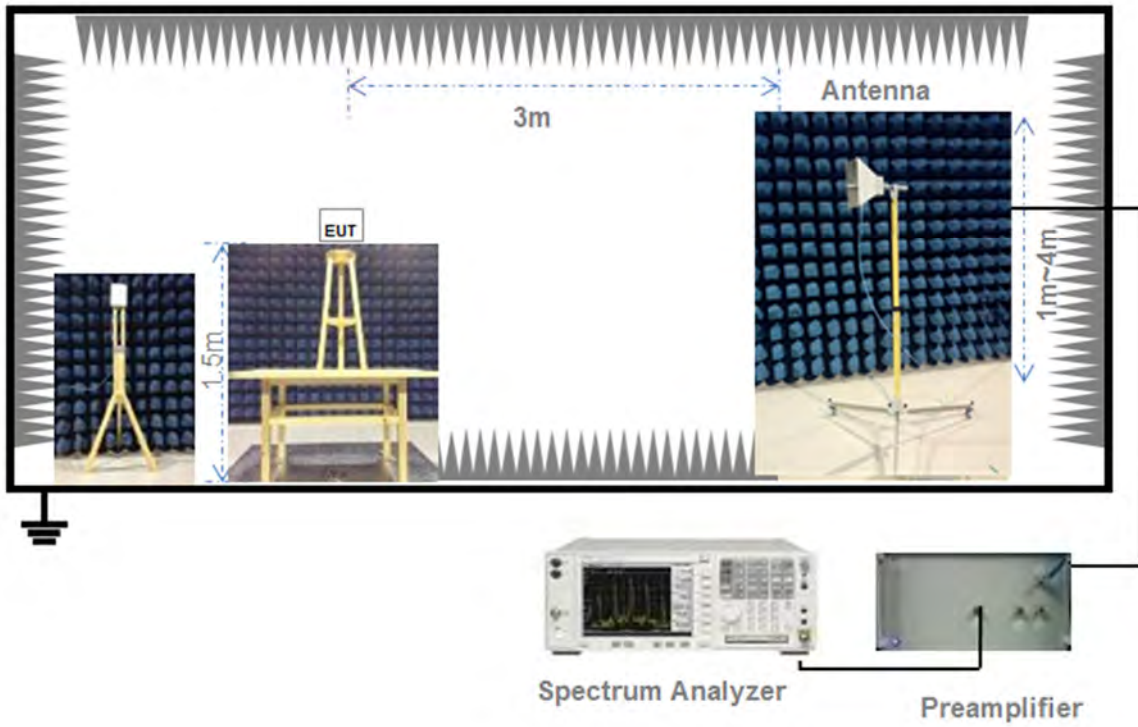 Antenna
3m
EUT
1.5m
1m~4m
Spectrum Analyzer
Preamplifier